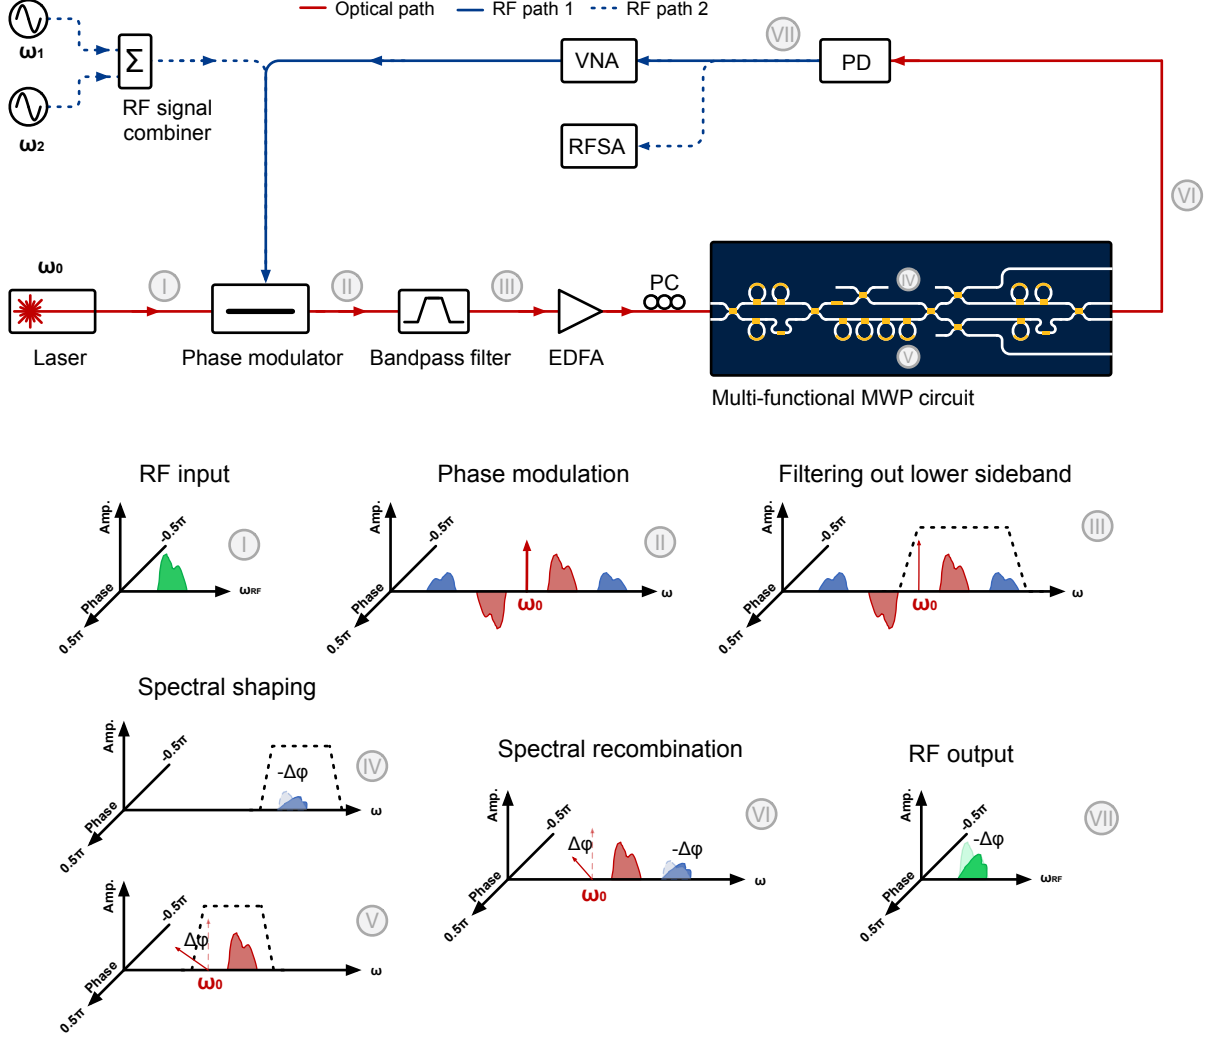 Optical path RF path 1 RF path 2
ω1
ω2
Σ
RF signal
combiner
VNA
VII
PD
RFSA
VI
ω0
I
II
III
PC
IV
V
Laser
Phase modulator
Bandpass filter
EDFA
Multi-functional MWP circuit
RF input
Amp.
-0.5π
I
Phase
ωRF
0.5π
Phase modulation
Amp.
-0.5π
II
Phase
ω0
ω
0.5π
Filtering out lower sideband
Amp.
-0.5π
III
Phase
ω0
ω
0.5π
Spectral shaping
Amp.
-0.5π
-Δφ
IV
Phase
ω
0.5π
Amp.
-0.5π
Δφ
V
Phase
ω0
ω
0.5π
Spectral recombination
Amp.
-0.5π
Δφ
-Δφ
VI
Phase
ω0
ω
0.5π
RF output
Amp.
-0.5π
-Δφ
VII
Phase
ωRF
0.5π